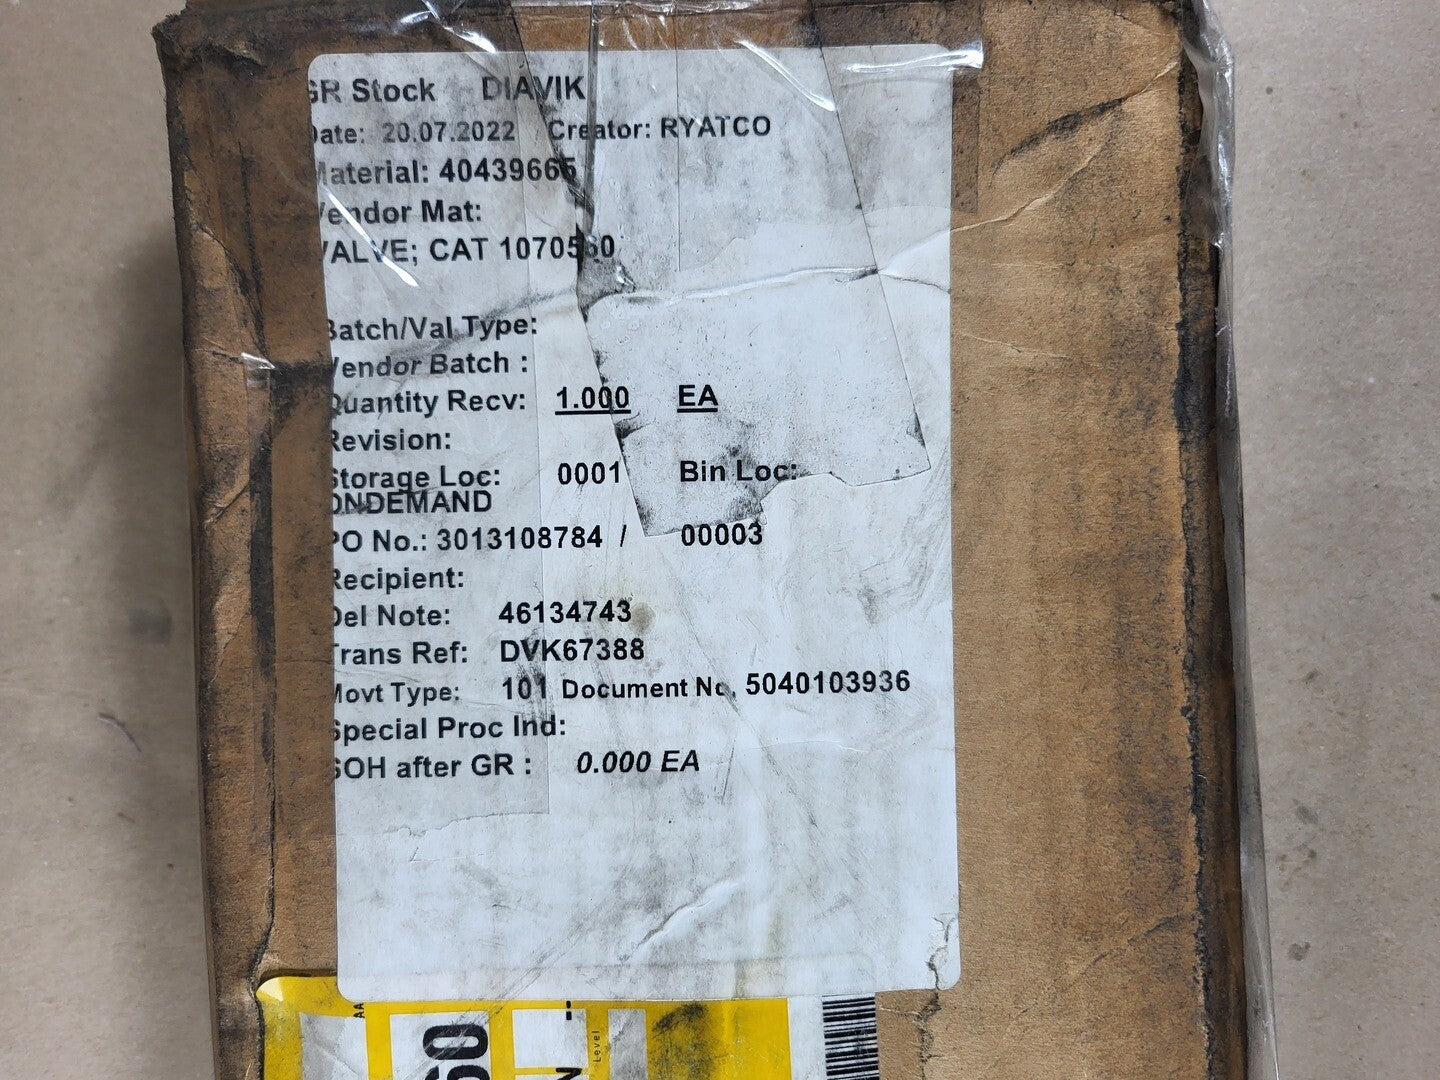 GR Stock DIAVIK
Date: 20.07.2022 Creator: RYATCO
Material: 40439665
Vendor Mat:
VALVE; CAT 1070560
Batch/Val Type:
Vendor Batch :
Quantity Recv: 1.000 EA
Revision:
Storage Loc: 0001 Bin Loc:
ONDEMAND
PO No.: 3013108784 / 00003
Recipient:
Del Note: 46134743
Trans Ref: DVK67388
Movt Type: 101 Document No. 5040103936
Special Proc Ind:
SOH after GR : 0.000 EA
AA
60
N
Level